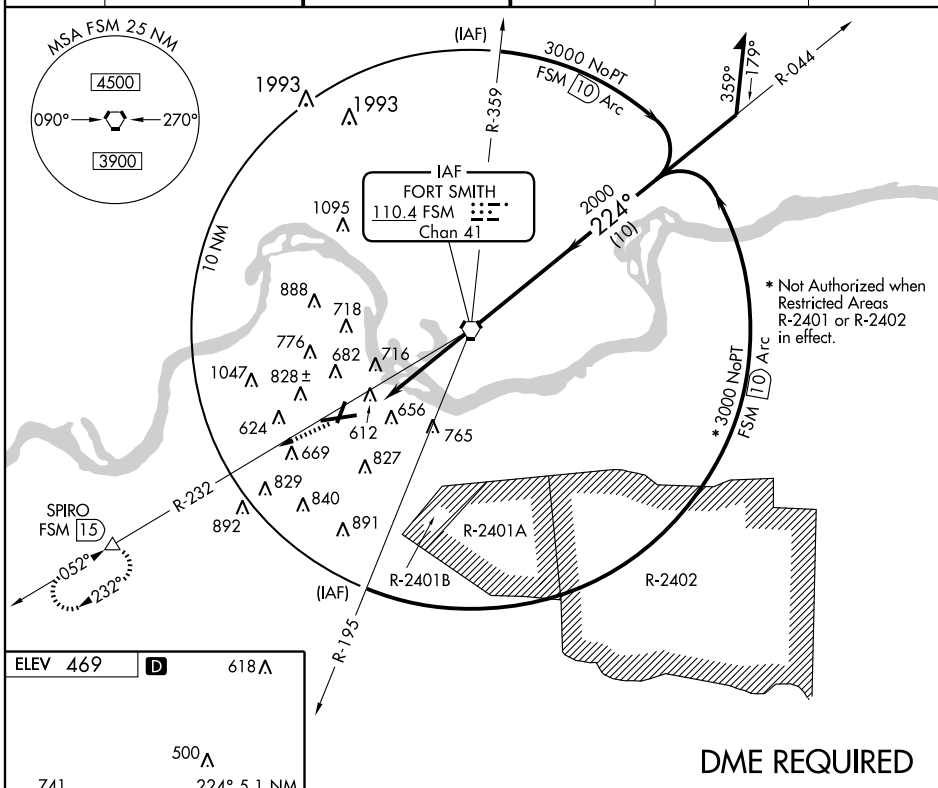 MSA FSM 25 NM
4500
090°
270°
3900
(IAF)
R-359
3000 NoPT
FSM 10 Arc
359°
179°
R-044
1993
1993
IAF
FORT SMITH
110.4 FSM
Chan 41
2000
224°
(10)
1095
10 NM
888
718
776
682
716
1047
828±
624
612
656
765
669
827
829
840
892
891
* Not Authorized when
Restricted Areas
R-2401 or R-2402
in effect.
* 3000 NoPT
FSM 10 Arc
R-232
SPIRO
FSM 15
052°
232°
R-2401A
R-2401B
R-2402
(IAF)
R-195
ELEV 469
D
618
500
741
224° 5.1 NM
DME REQUIRED